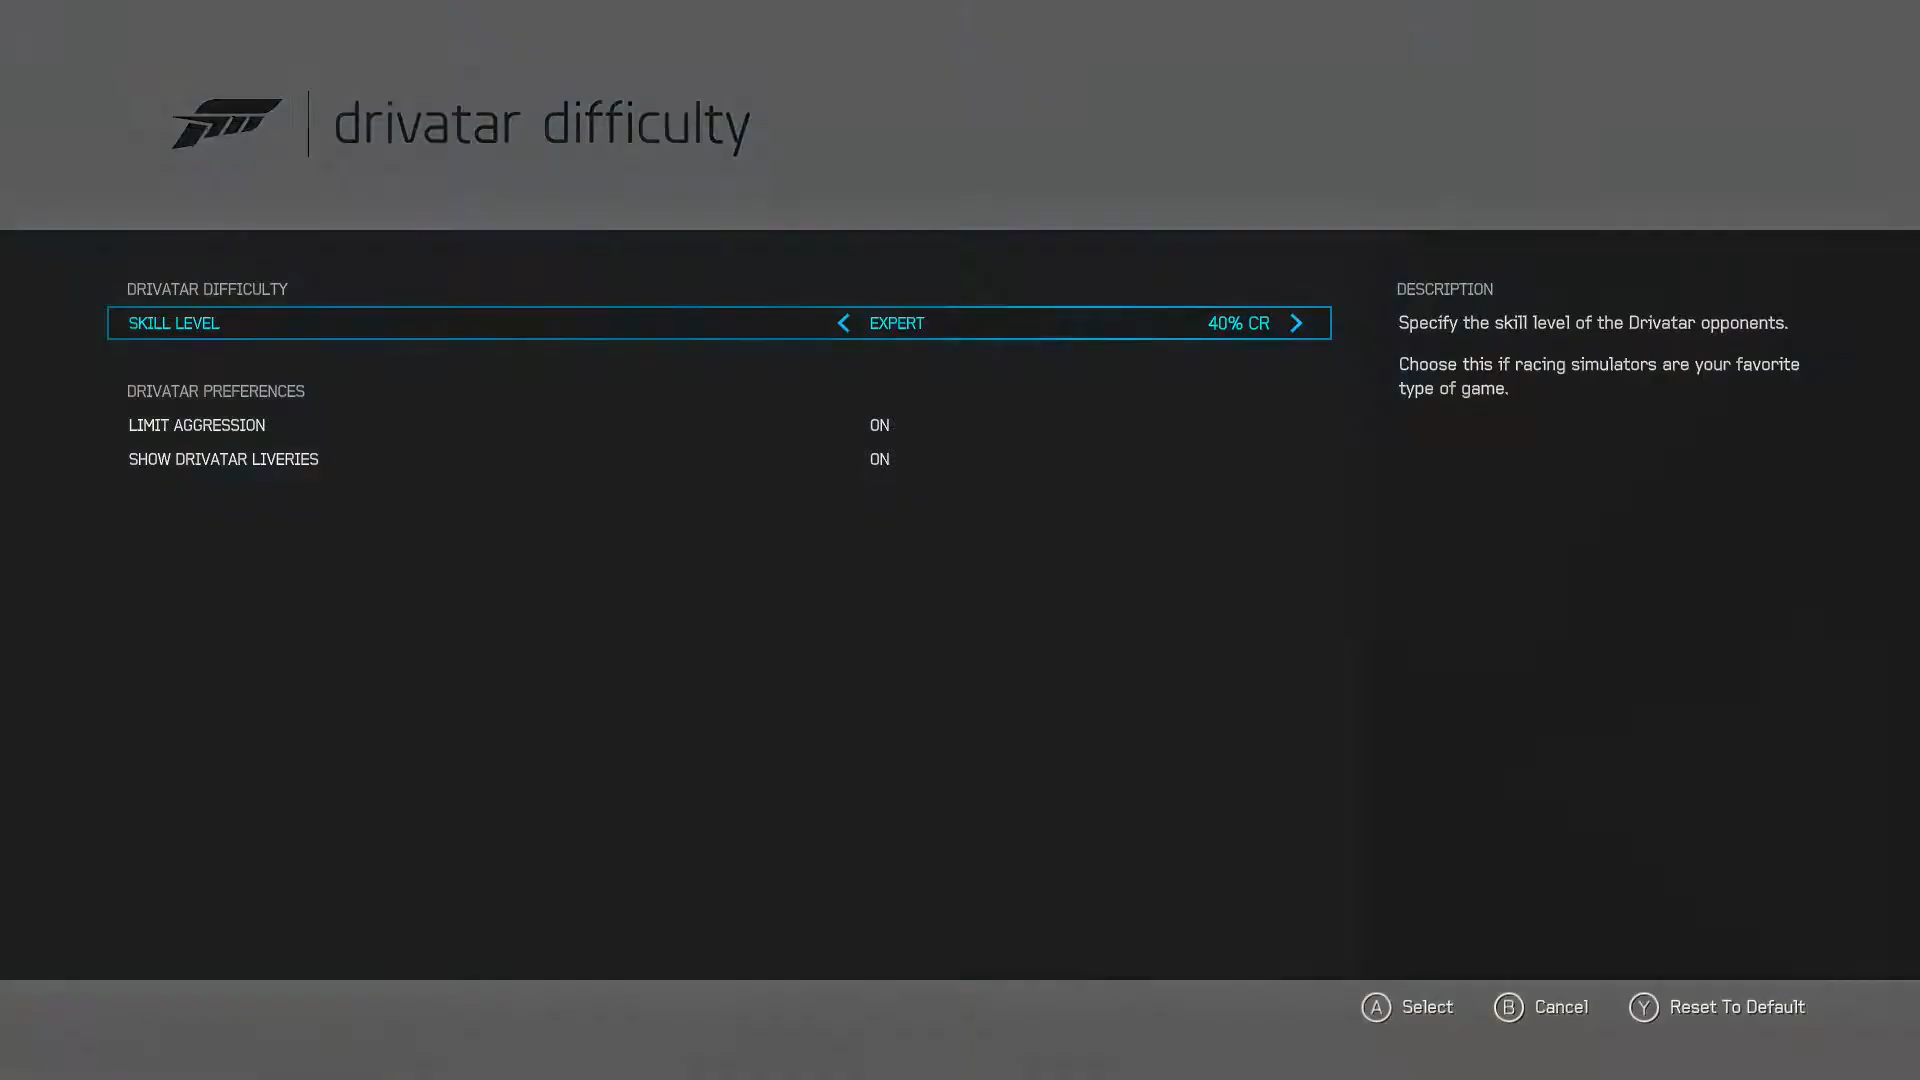 drivatar difficulty
DRIVATAR DIFFICULTY
SKILL LEVEL EXPERT 40% CR
DRIVATAR PREFERENCES
LIMIT AGGRESSION ON
SHOW DRIVATAR LIVERIES ON
DESCRIPTION
Specify the skill level of the Drivatar opponents.
Choose this if racing simulators are your favorite
type of game.
A Select B Cancel Y Reset To Default